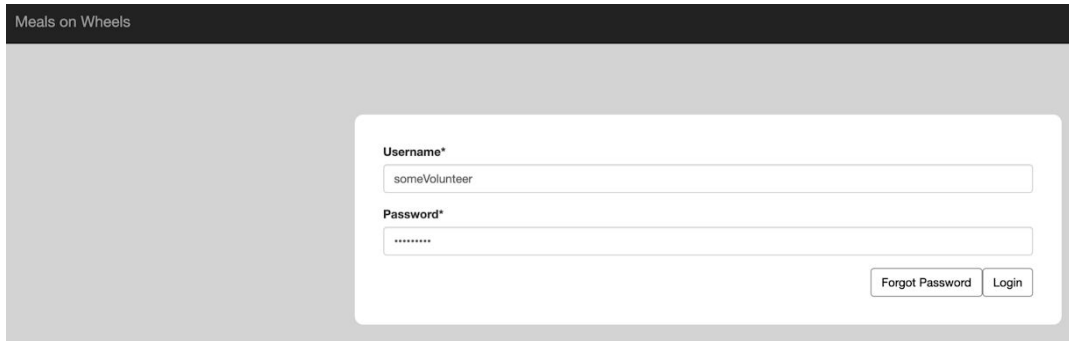 Meals on Wheels
Username*
someVolunteer
Password*
•••••••••
Forgot Password Login